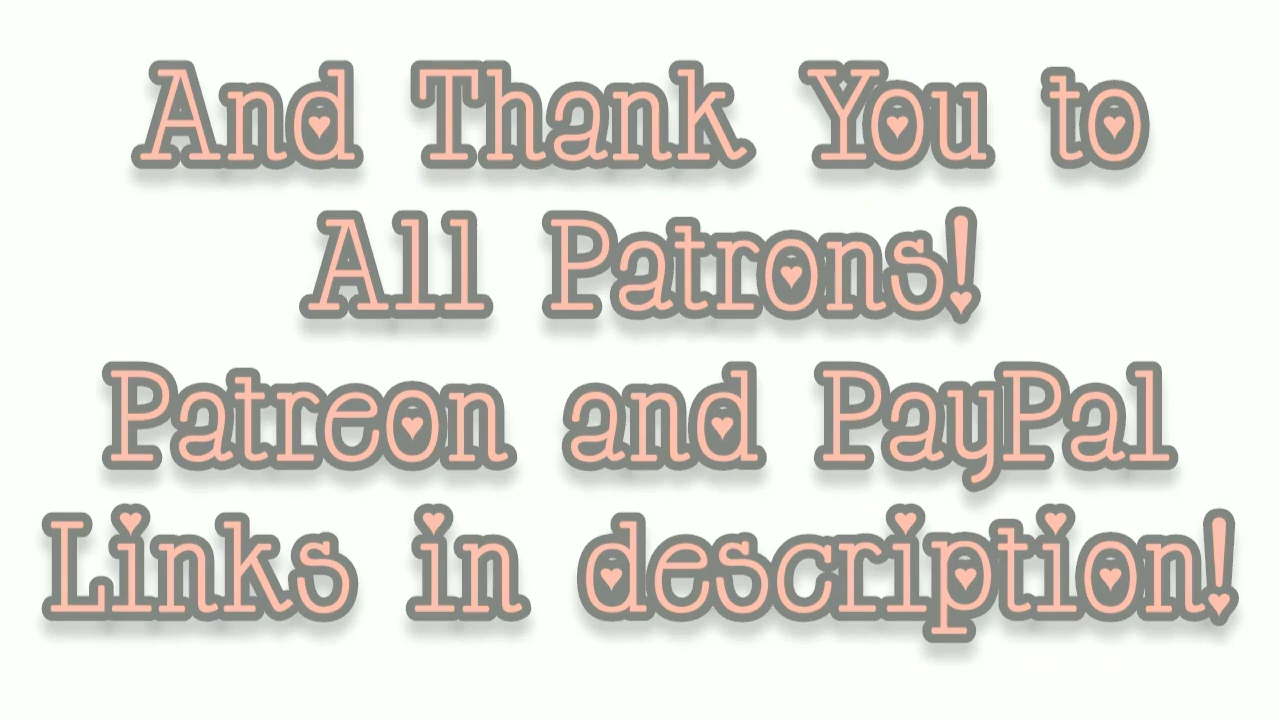 And Thank You to
All Patrons!
Patreon and PayPal
Links in description!